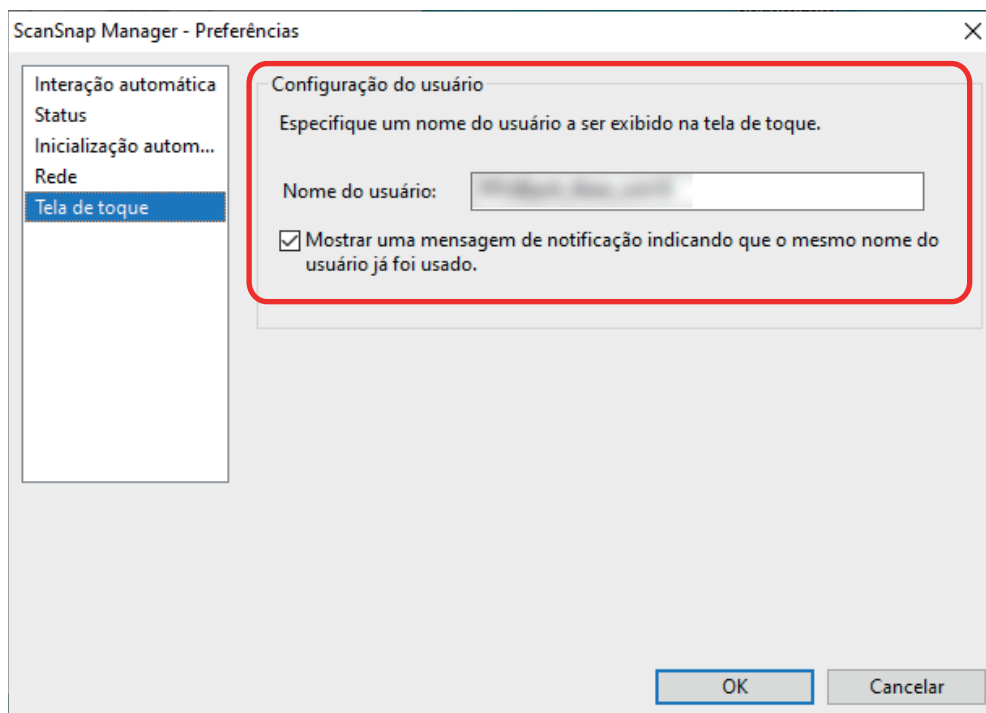 ScanSnap Manager - Preferências
Interação automática
Status
Inicialização autom...
Rede
Tela de toque
Configuração do usuário
Especifique um nome do usuário a ser exibido na tela de toque.
Nome do usuário:
Mostrar uma mensagem de notificação indicando que o mesmo nome do
usuário já foi usado.
OK
Cancelar